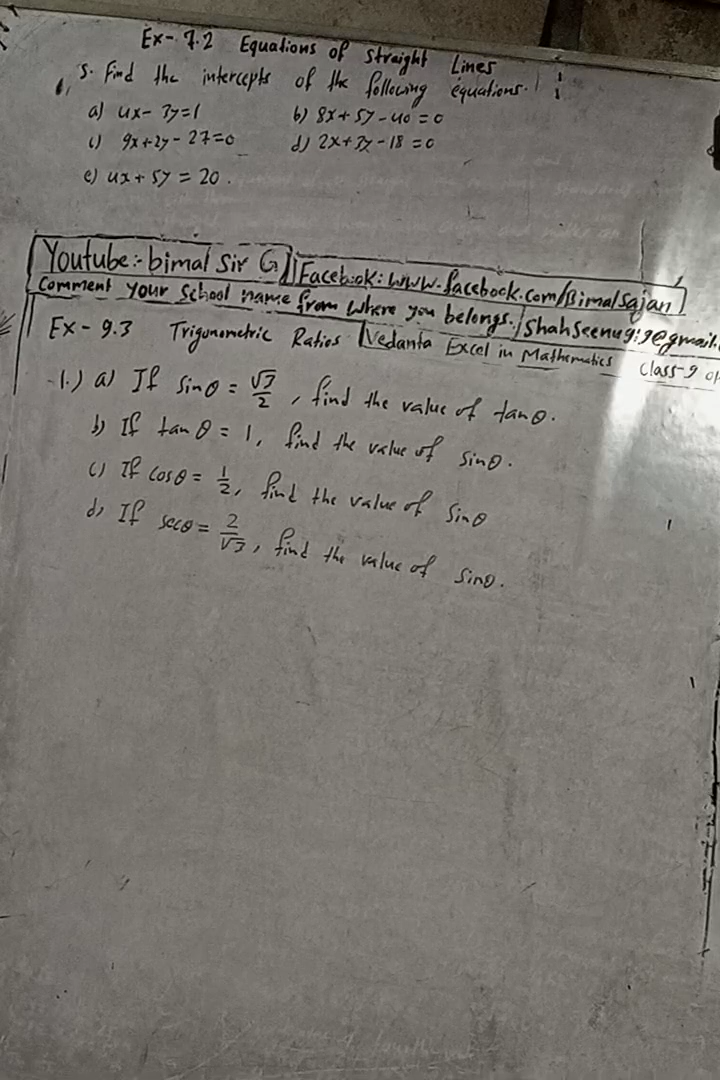 Ex- 7.2 Equations of Straight Lines
5. Find the intercepts of the following equations.
a) 4x - 3y = 1 b) 8x + 5y - 40 = 0
c) 9x + 2y - 27 = 0 d) 2x + 3y - 18 = 0
e) 4x + 5y = 20.
Youtube:- bimal Sir G || Facebook: www.facebook.com/Bimalsajan
Comment your School name from where you belongs. / Shahseenu919@gmail.
Ex - 9.3 Trigonometric Ratios Vedanta Excel in Mathematics Class-9
1.) a) If sinθ = √3/2, find the value of tanθ.
b) If tanθ = 1, find the value of sinθ.
c) If cosθ = 1/2, find the value of sinθ
d) If secθ = 2/√3, find the value of sinθ.